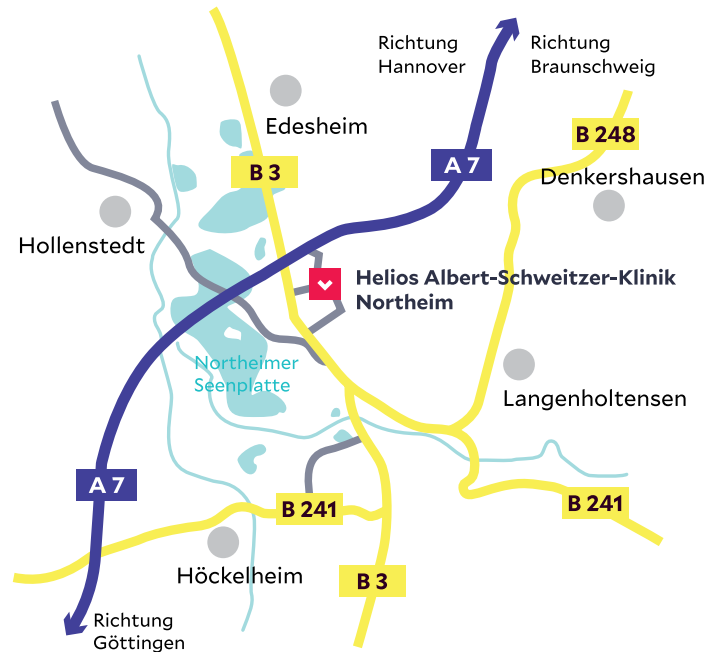 Richtung
Hannover
Richtung
Braunschweig
Edesheim
B 248
B 3
A 7
Denkershausen
Hollenstedt
Helios Albert-Schweitzer-Klinik
Northeim
Northeimer
Seenplatte
Langenholtensen
A 7
B 241
B 241
Höckelheim
B 3
Richtung
Göttingen